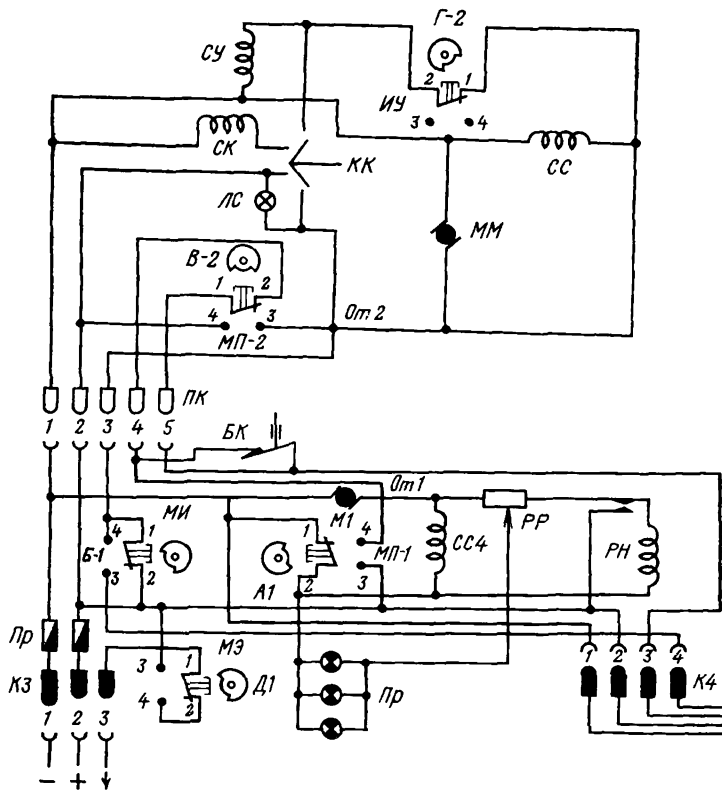 Г-2
СУ
2 1
ИУ
3 4
СК
КК
СС
ЛС
ММ
В-2
1 2
4 3
МП-2
От 2
ПК
1 2 3 4 5
БК
От 1
МИ
М1
4 1
1 4
РР
Б-1
МП-1
СС4
РН
3 2
2 3
А1
Пр
МЭ
3 1
1 2 3 4
К3
Д1
4 2
Пр
К4
1 2 3
− +